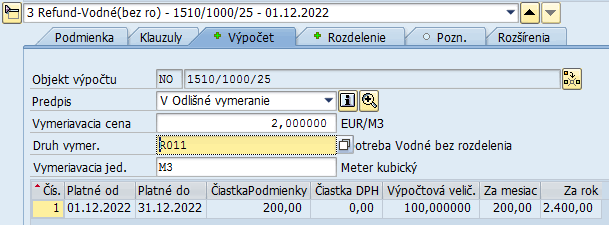 3 Refund-Vodné(bez ro) - 1510/1000/25 - 01.12.2022
Podmienka Klauzuly Výpočet Rozdelenie Pozn. Rozšírenia
Objekt výpočtu NO 1510/1000/25
Predpis V Odlišné vymeranie
Vymeriavacia cena 2,000000 EUR/M3
Druh vymer. R011 otreba Vodné bez rozdelenia
Vymeriavacia jed. M3 Meter kubický
Čís. Platné od Platné do ČiastkaPodmienky Čiastka DPH Výpočtová velič. Za mesiac Za rok
1 01.12.2022 31.12.2022 200,00 0,00 100,000000 200,00 2.400,00